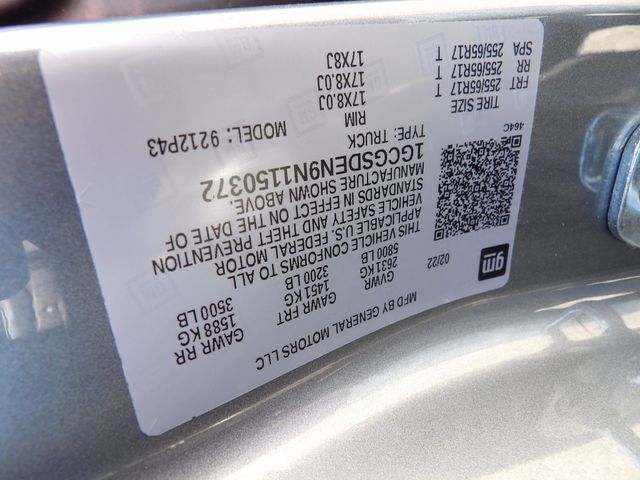 MFD BY GENERAL MOTORS LLC
02/22
gm
GVWR GAWR FRT GAWR RR
2631 KG 1451 KG 1588 KG
5800 LB 3200 LB 3500 LB
THIS VEHICLE CONFORMS TO ALL
APPLICABLE U.S. FEDERAL MOTOR
VEHICLE SAFETY AND THEFT PREVENTION
STANDARDS IN EFFECT ON THE DATE OF
MANUFACTURE SHOWN ABOVE.
1GCGSDEN9N1150372
TYPE: TRUCK MODEL: 9212P43
464C
TIRE SIZE RIM
FRT 255/65R17 T 17X8.0J
RR 255/65R17 T 17X8.0J
SPA 255/65R17 T 17X8J